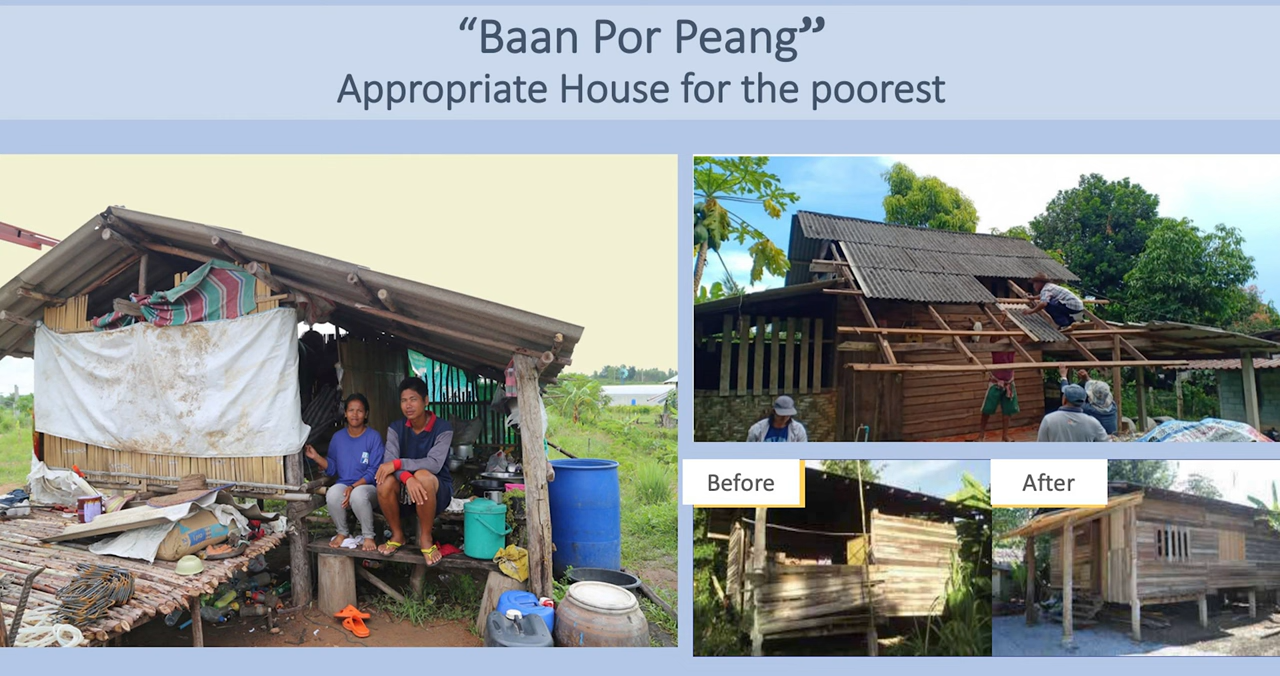 “Baan Por Peang”
Appropriate House for the poorest
Before
After